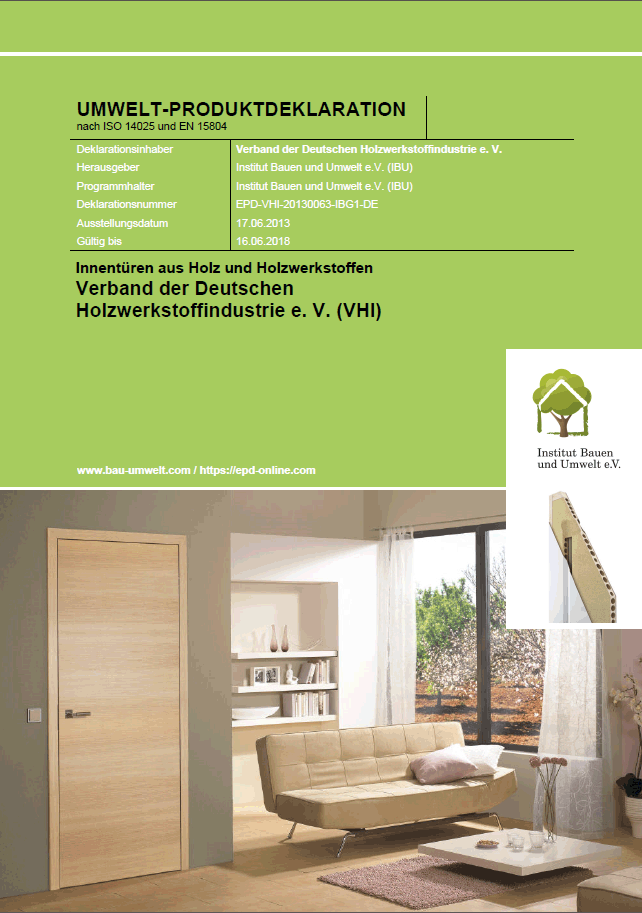 UMWELT-PRODUKTDEKLARATION
nach ISO 14025 und EN 15804
Deklarationsinhaber Verband der Deutschen Holzwerkstoffindustrie e. V.
Herausgeber Institut Bauen und Umwelt e.V. (IBU)
Programmhalter Institut Bauen und Umwelt e.V. (IBU)
Deklarationsnummer EPD-VHI-20130063-IBG1-DE
Ausstellungsdatum 17.06.2013
Gültig bis 16.06.2018
Innentüren aus Holz und Holzwerkstoffen
Verband der Deutschen
Holzwerkstoffindustrie e. V. (VHI)
Institut Bauen
und Umwelt e.V.
www.bau-umwelt.com / https://epd-online.com